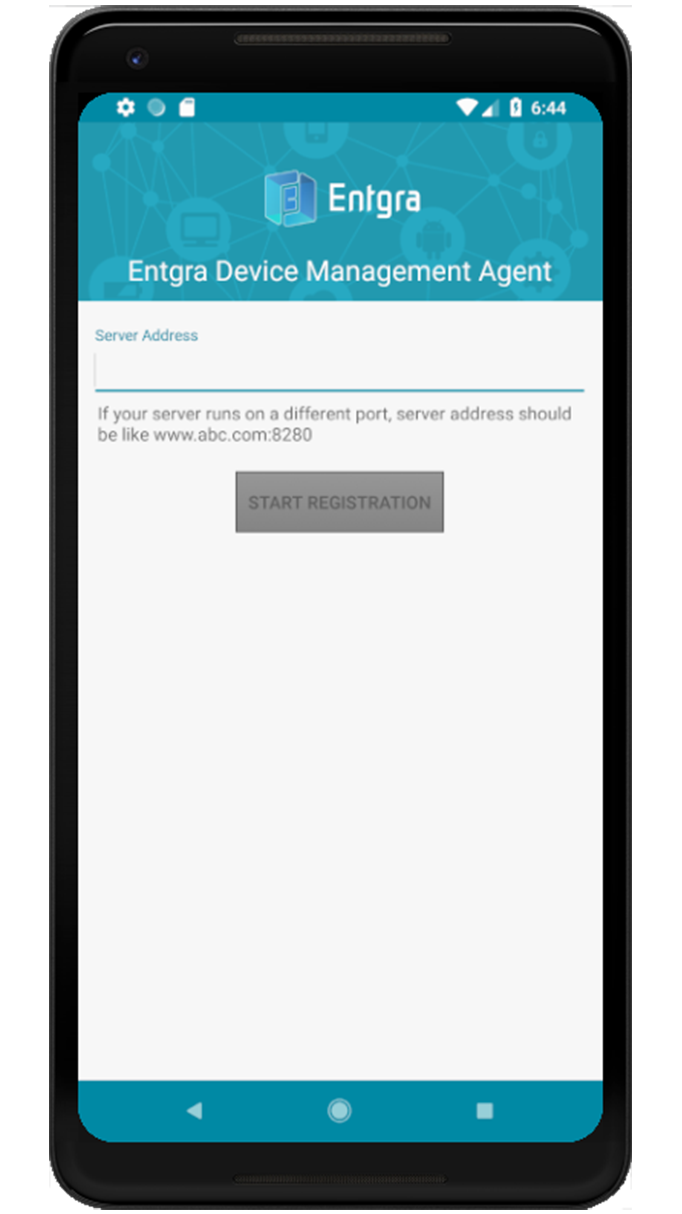 6:44
Entgra
Entgra Device Management Agent
Server Address
If your server runs on a different port, server address should
be like www.abc.com:8280
START REGISTRATION